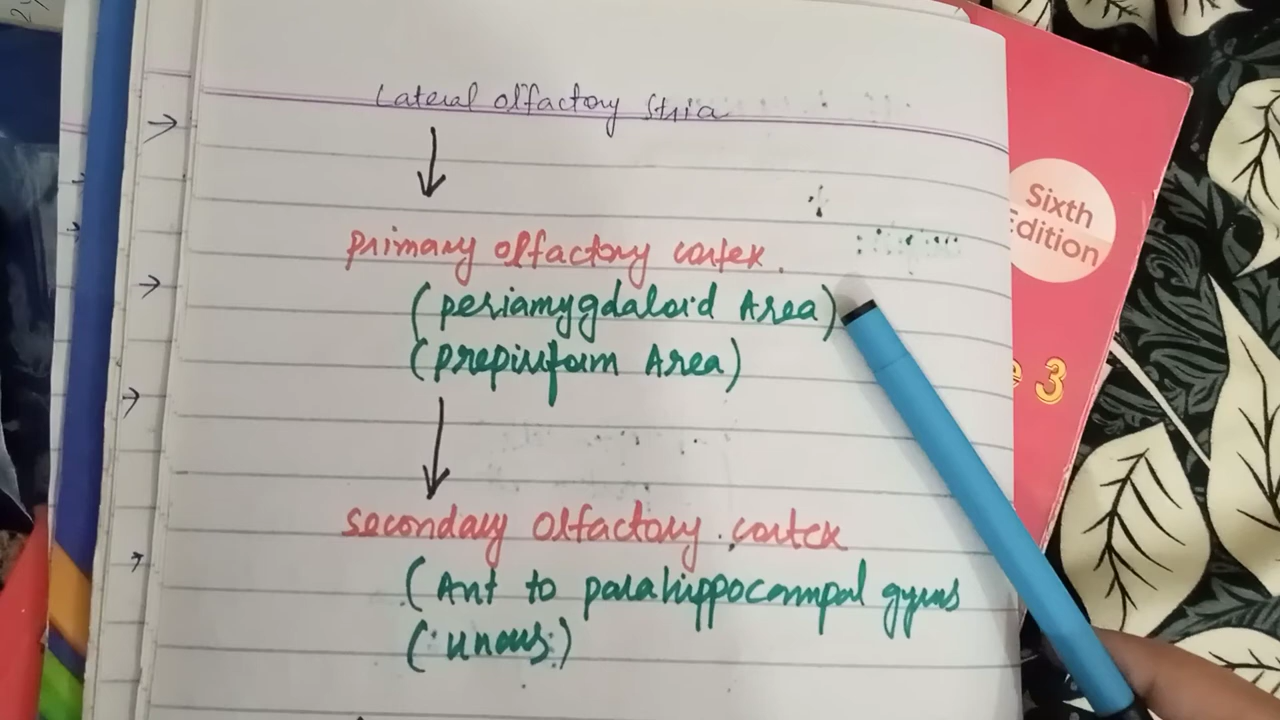 Lateral olfactory stria
primary olfactory cortex.
(periamygdaloid Area)
(prepiriform Area)
secondary olfactory cortex
(Ant to parahippocampal gyrus
(uncus)
Sixth
Edition
3